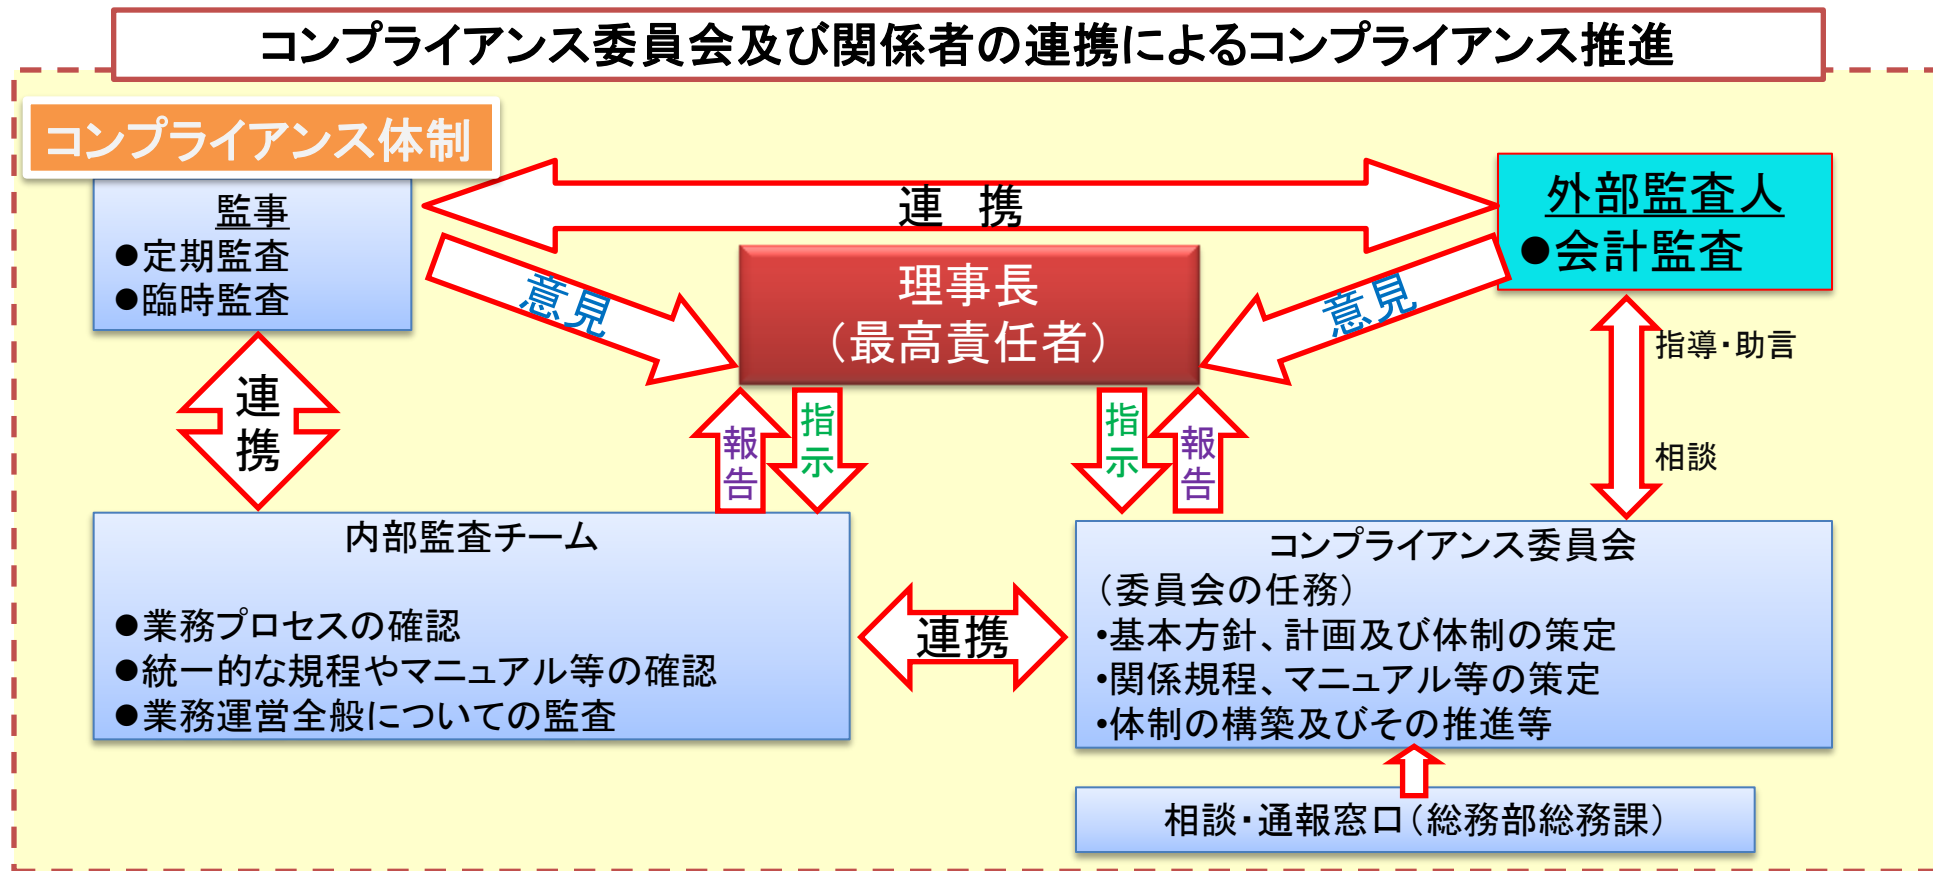 コンプライアンス委員会及び関係者の連携によるコンプライアンス推進
コンプライアンス体制
監事
●定期監査
●臨時監査
連　携
外部監査人
●会計監査
理事長
（最高責任者）
意見
意見
連
携
報
告
指
示
指
示
報
告
指導・助言
相談
内部監査チーム
●業務プロセスの確認
●統一的な規程やマニュアル等の確認
●業務運営全般についての監査
連携
コンプライアンス委員会
（委員会の任務）
・基本方針、計画及び体制の策定
・関係規程、マニュアル等の策定
・体制の構築及びその推進等
相談・通報窓口（総務部総務課）